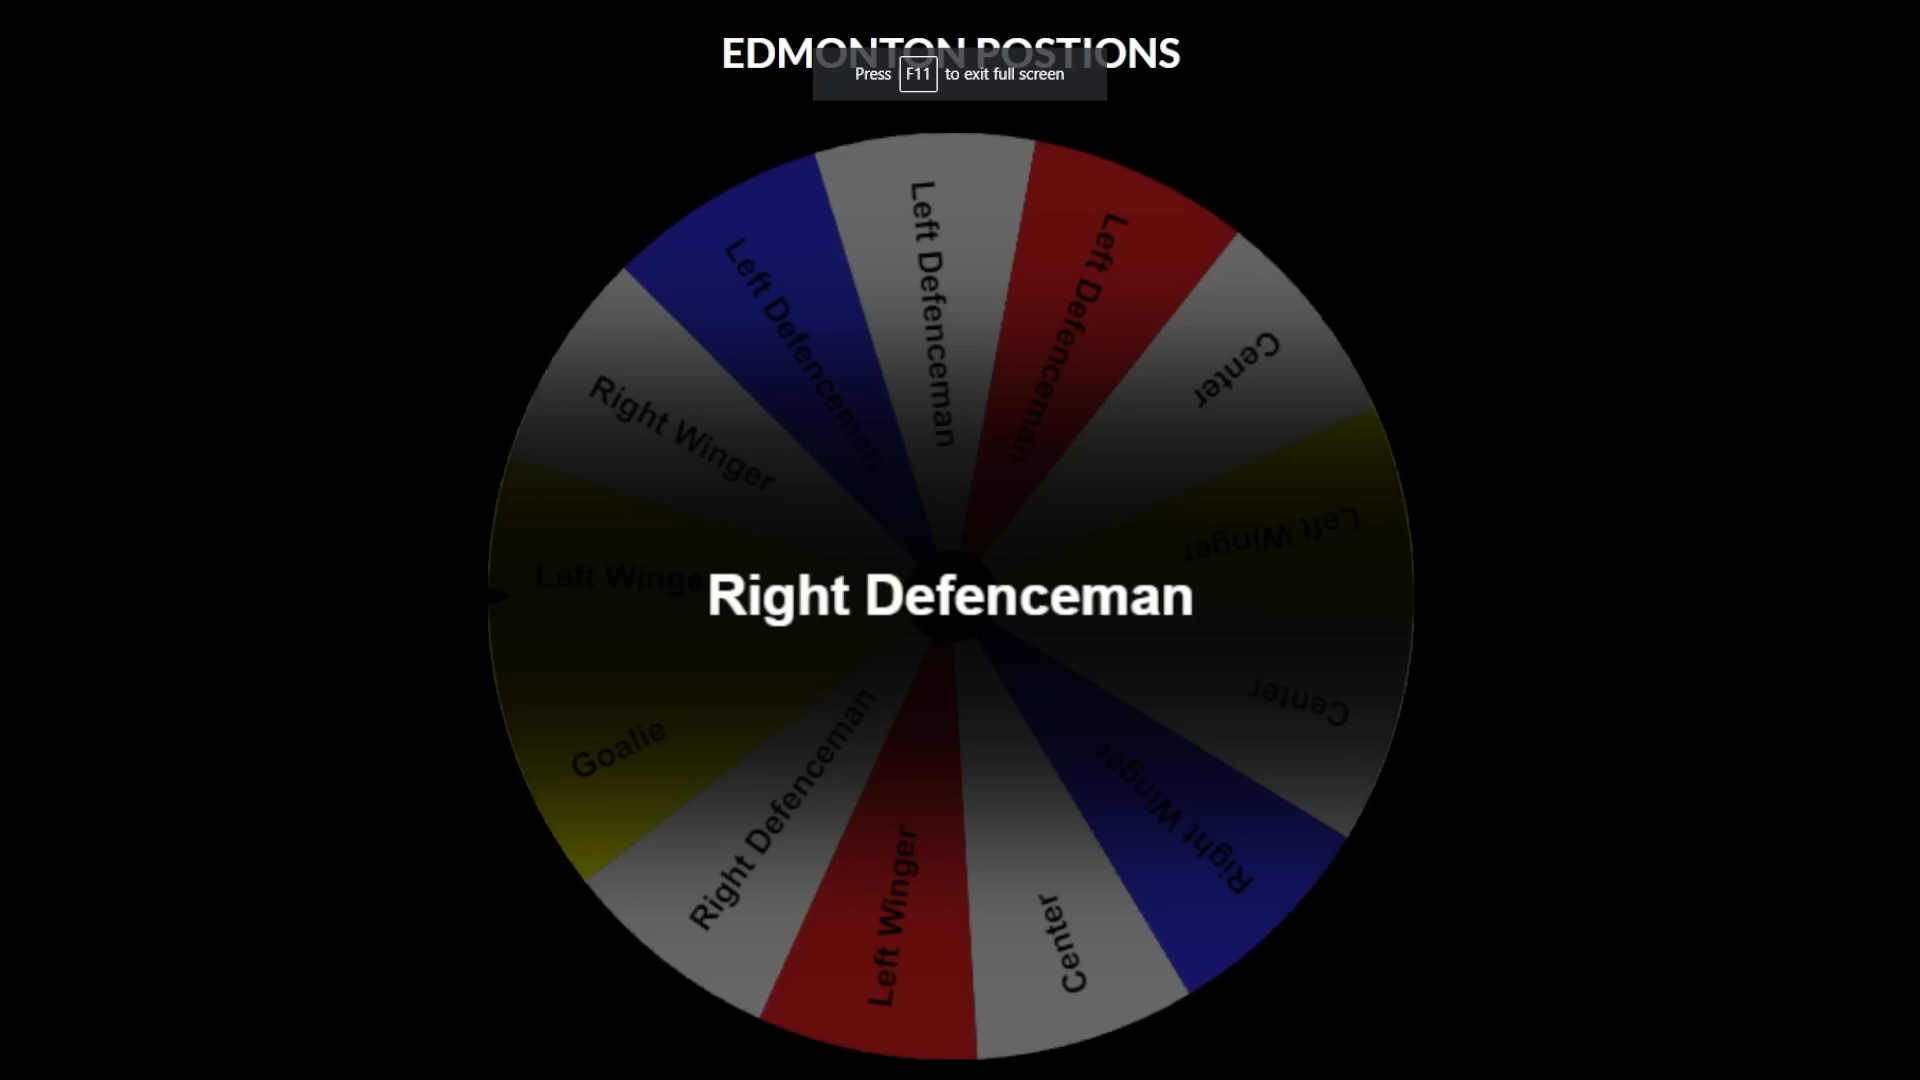 EDMONTON POSTIONS
Press F11 to exit full screen
Left Defenceman
Left Defenceman
Left Defenceman
Center
Right Winger
Left Winger
Left Winge
Right Defenceman
Center
Goalie
Right Defenceman
Right Winger
Left Winger
Center